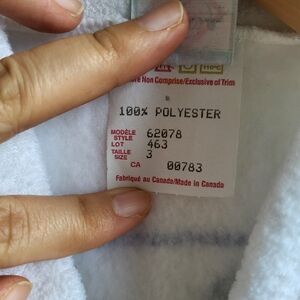 re Non Comprise/Exclusive of Trim
100% POLYESTER
MODÈLE
STYLE 62078
LOT 463
TAILLE
SIZE 3
CA 00783
Fabriqué au Canada/Made in Canada